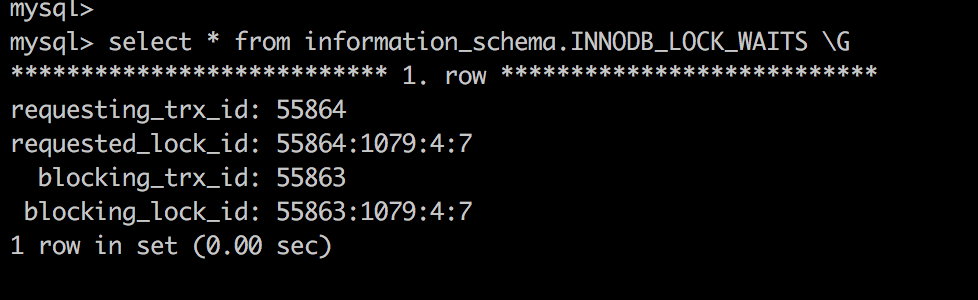 mysql>
mysql> select * from information_schema.INNODB_LOCK_WAITS \G
*************************** 1. row ***************************
requesting_trx_id: 55864
requested_lock_id: 55864:1079:4:7
  blocking_trx_id: 55863
 blocking_lock_id: 55863:1079:4:7
1 row in set (0.00 sec)